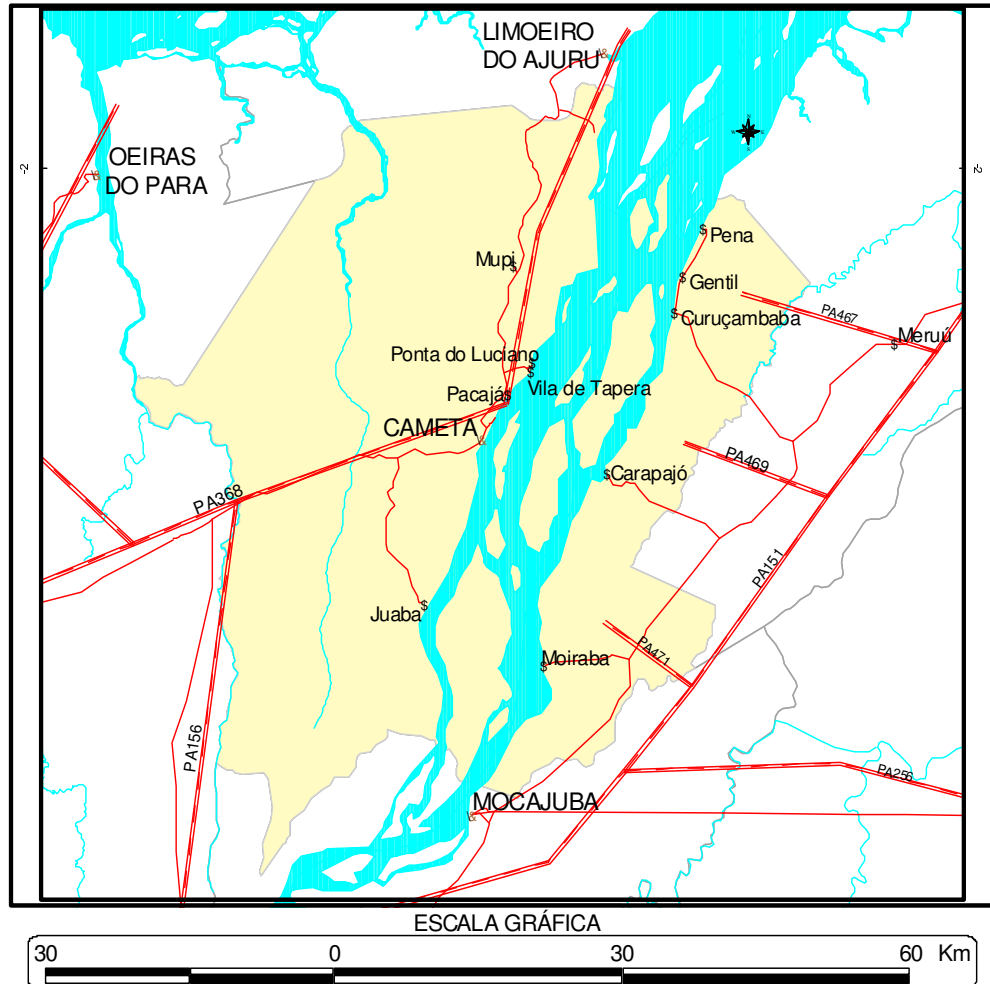 LIMOEIRO
DO AJURU
-2
-2
OEIRAS
DO PARA
Pena
Mupi
Gentil
Curuçambaba
PA467
Meruú
Ponta do Luciano
Vila de Tapera
Pacajá
CAMETA
PA469
Carapajó
PA368
PA151
Juaba
Moiraba
PA471
PA156
PA256
MOCAJUBA
ESCALA GRÁFICA
30 0 30 60 Km